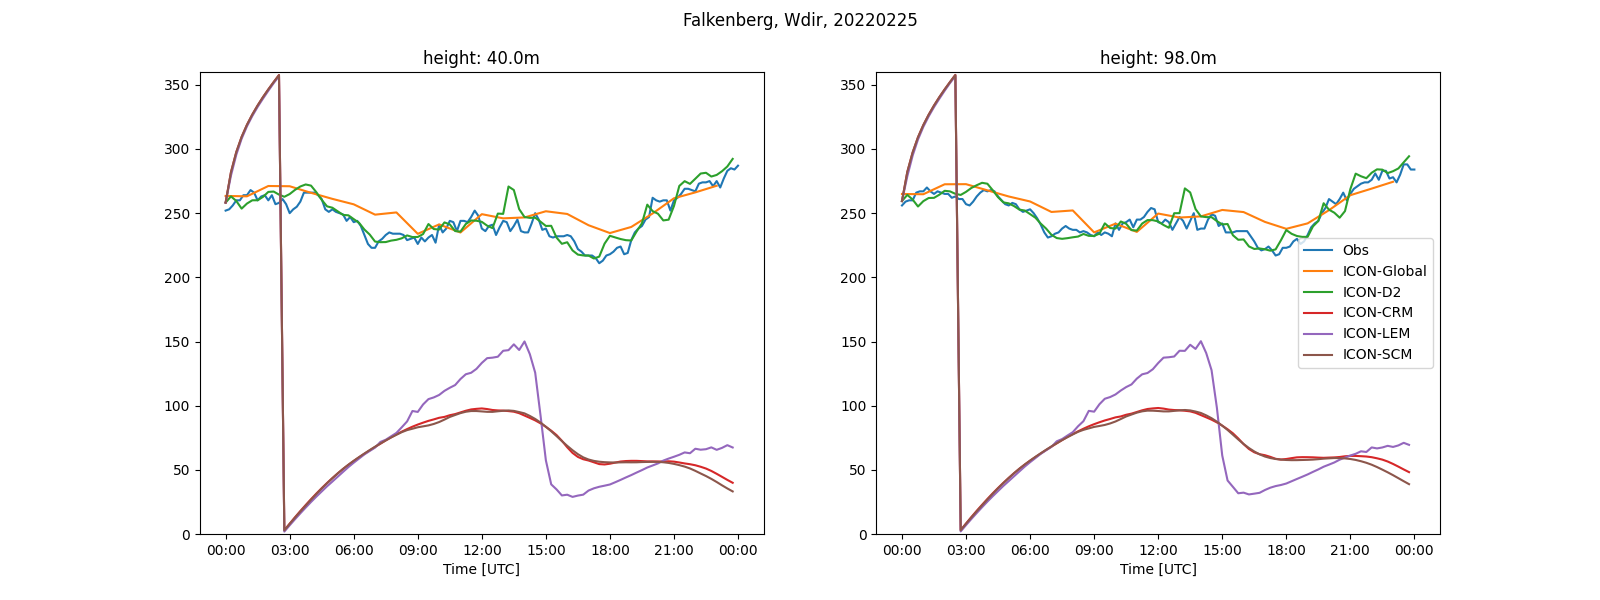 Falkenberg, Wdir, 20220225
height: 40.0m
350
300
250
200
150
100
50
0
00:00 03:00 06:00 09:00 12:00 15:00 18:00 21:00 00:00
Time [UTC]
height: 98.0m
350
300
250
200
150
100
50
0
Obs
ICON-Global
ICON-D2
ICON-CRM
ICON-LEM
ICON-SCM
00:00 03:00 06:00 09:00 12:00 15:00 18:00 21:00 00:00
Time [UTC]